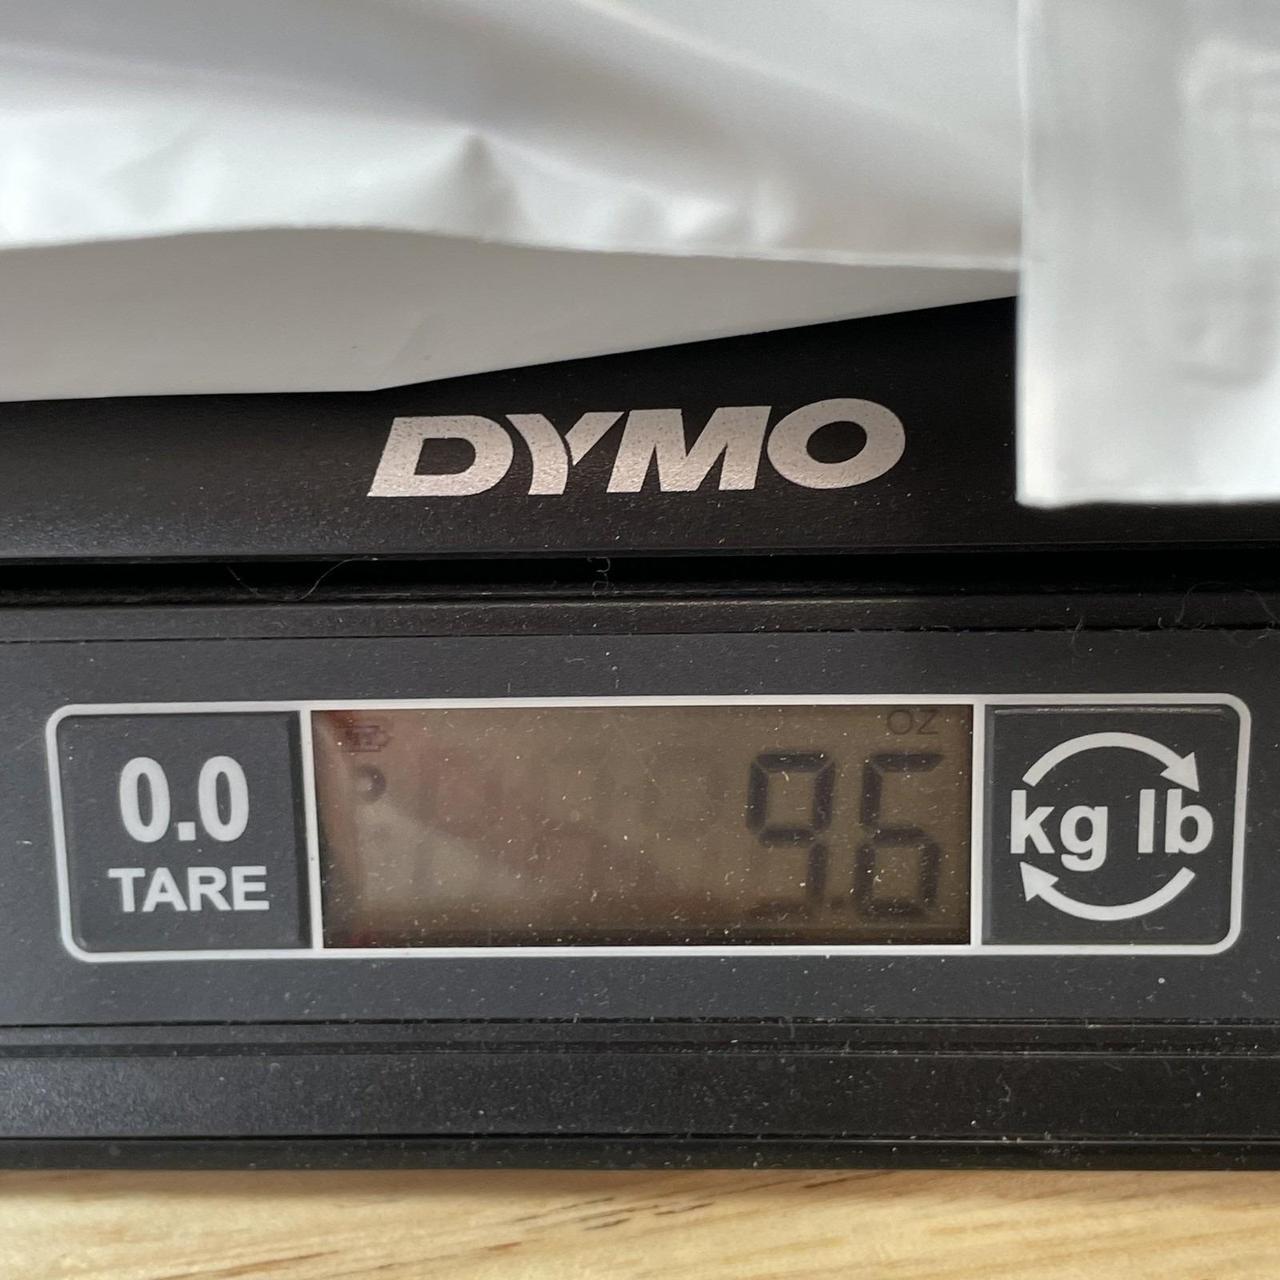 DYMO
OZ
0.0
TARE
9.6
kg lb